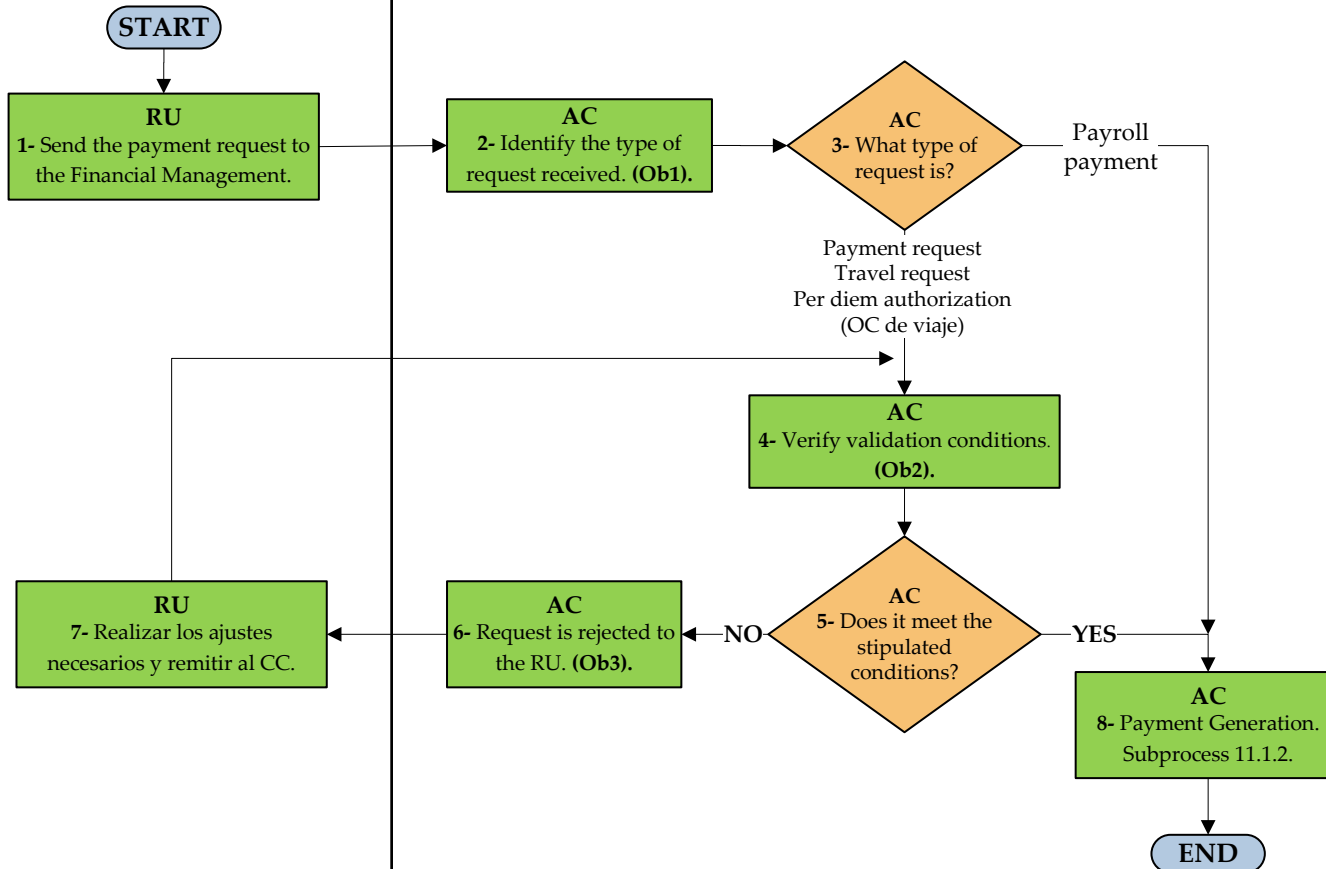 START
RU
1- Send the payment request to
the Financial Management.
AC
2- Identify the type of
request received. (Ob1).
AC
3- What type of
request is?
Payroll
payment
Payment request
Travel request
Per diem authorization
(OC de viaje)
AC
4- Verify validation conditions.
(Ob2).
AC
5- Does it meet the
stipulated
conditions?
NO
YES
AC
6- Request is rejected to
the RU. (Ob3).
RU
7- Realizar los ajustes
necesarios y remitir al CC.
AC
8- Payment Generation.
Subprocess 11.1.2.
END